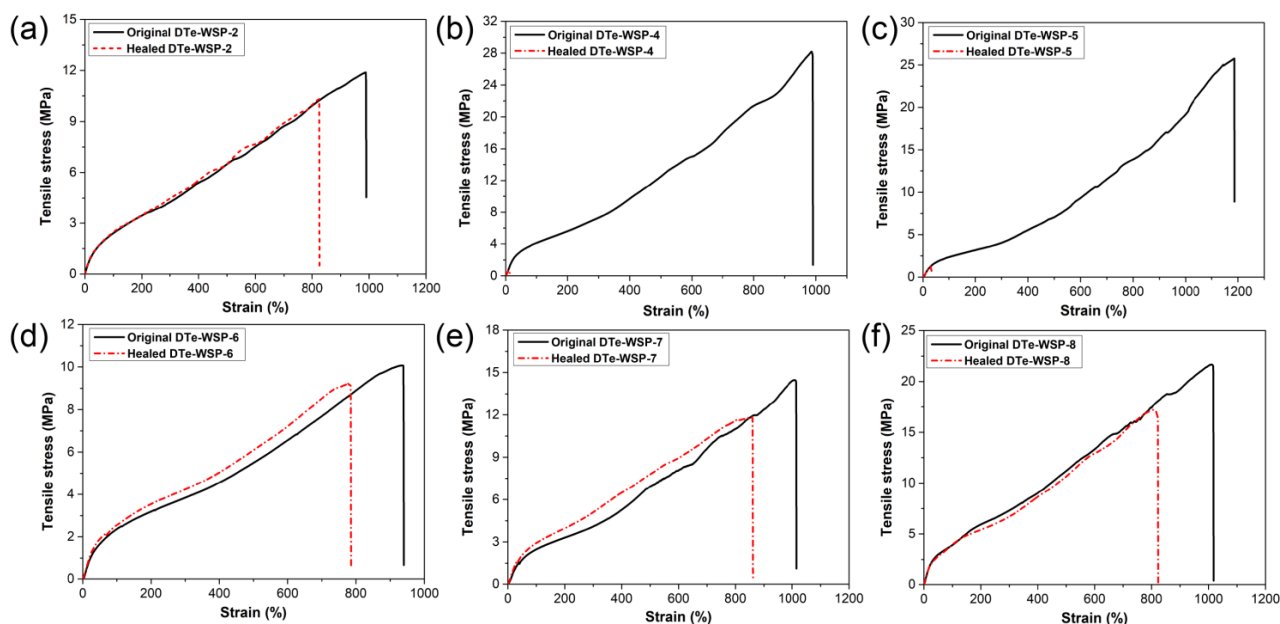 (a)
Original DTe-WSP-2
Healed DTe-WSP-2
Tensile stress (MPa)
15
12
9
6
3
0
0 200 400 600 800 1000 1200
Strain (%)
(b)
Original DTe-WSP-4
Healed DTe-WSP-4
Tensile stress (MPa)
32
28
24
20
16
12
8
4
0
0 200 400 600 800 1000
Strain (%)
(c)
Original DTe-WSP-5
Healed DTe-WSP-5
Tensile stress (MPa)
30
25
20
15
10
5
0
0 200 400 600 800 1000 1200
Strain (%)
(d)
Original DTe-WSP-6
Healed DTe-WSP-6
Tensile stress (MPa)
12
10
8
6
4
2
0
0 200 400 600 800 1000
Strain (%)
(e)
Original DTe-WSP-7
Healed DTe-WSP-7
Tensile stress (MPa)
18
15
12
9
6
3
0
0 200 400 600 800 1000 1200
Strain (%)
(f)
Original DTe-WSP-8
Healed DTe-WSP-8
Tensile stress (MPa)
25
20
15
10
5
0
0 200 400 600 800 1000 1200
Strain (%)